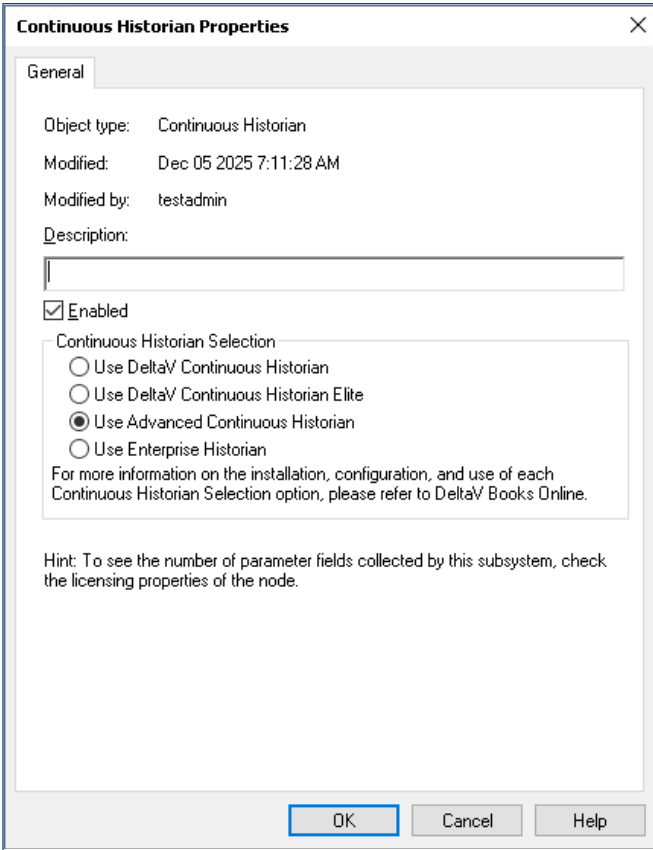 Continuous Historian Properties
General
Object type: Continuous Historian
Modified: Dec 05 2025 7:11:28 AM
Modified by: testadmin
Description:
Enabled
Continuous Historian Selection
Use DeltaV Continuous Historian
Use DeltaV Continuous Historian Elite
Use Advanced Continuous Historian
Use Enterprise Historian
For more information on the installation, configuration, and use of each
Continuous Historian Selection option, please refer to DeltaV Books Online.
Hint: To see the number of parameter fields collected by this subsystem, check
the licensing properties of the node.
OK Cancel Help